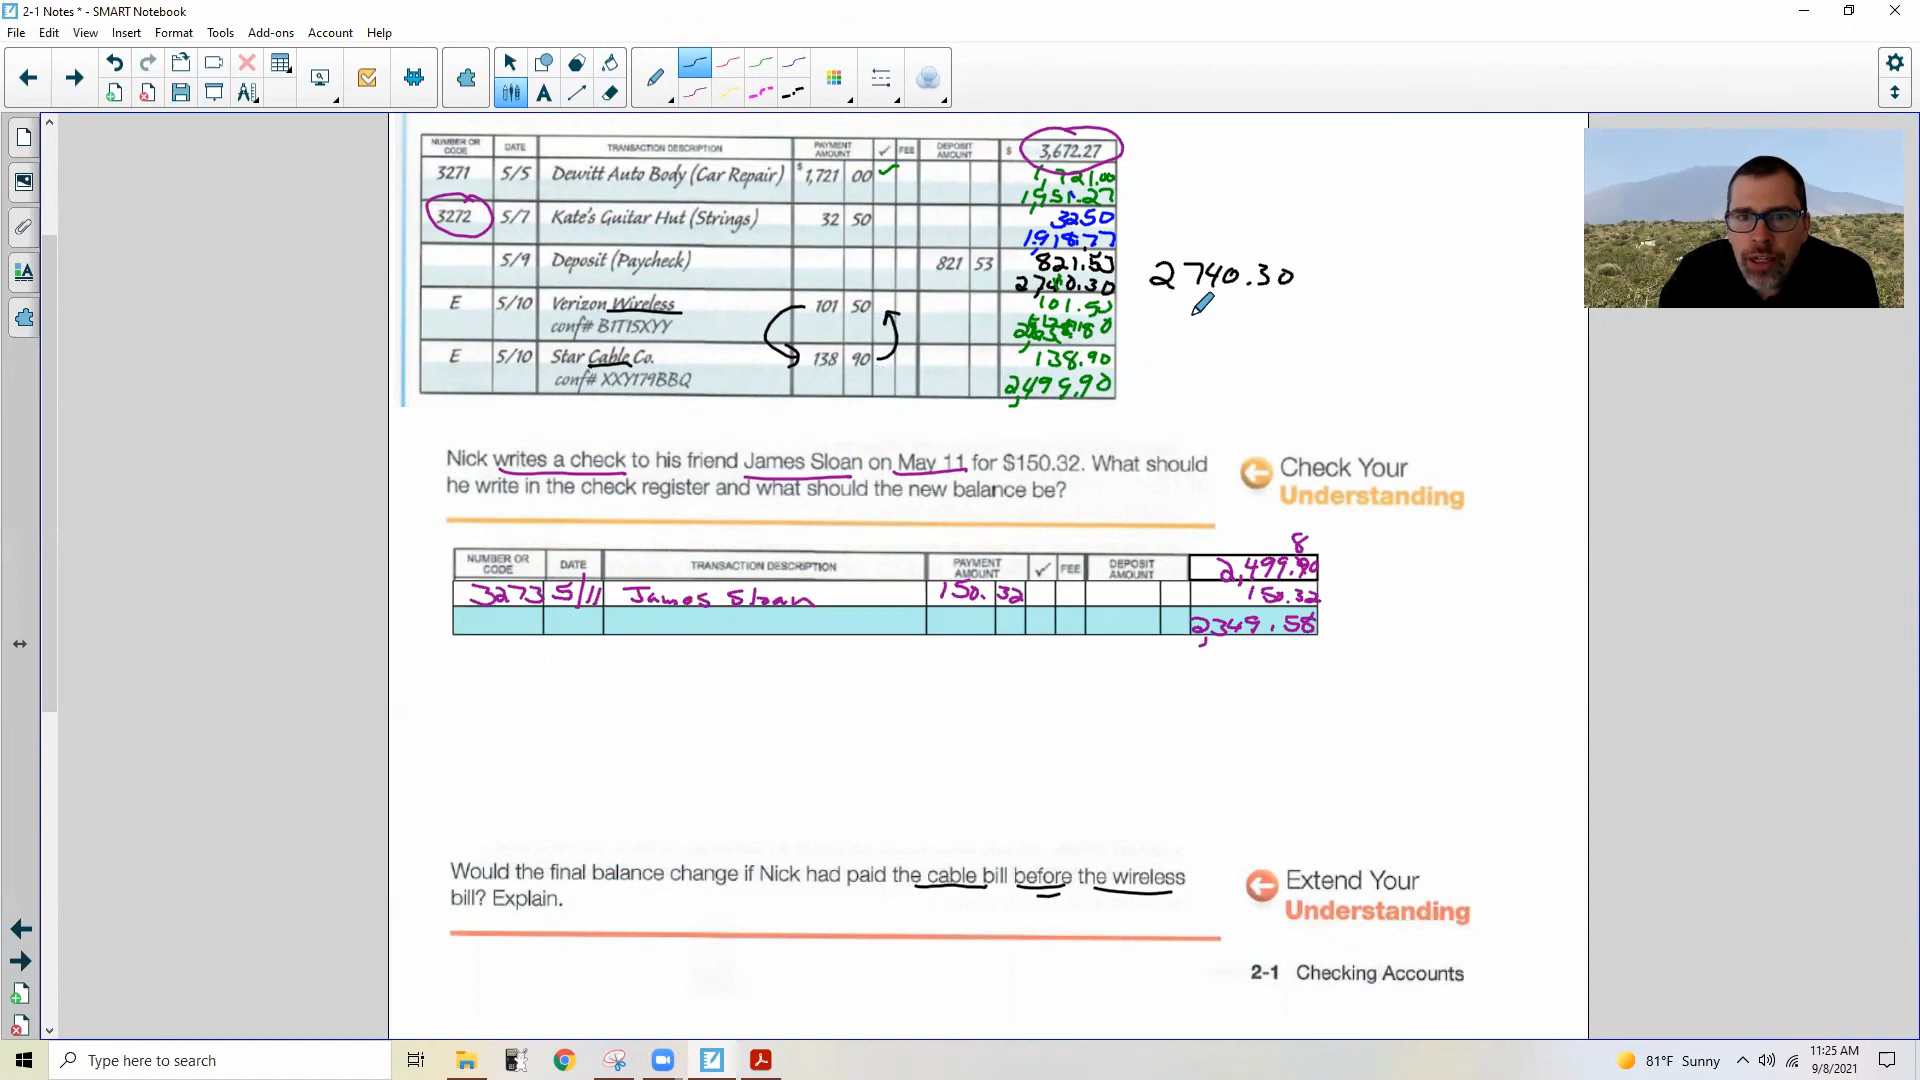 2-1 Notes * - SMART Notebook
File Edit View Insert Format Tools Add-ons Account Help
NUMBER OR CODE DATE TRANSACTION DESCRIPTION PAYMENT AMOUNT ✓ FEE DEPOSIT AMOUNT $ 3,672.27
3271 5/5 Dewitt Auto Body (Car Repair) $1,721 00 ✓ 1,721.00
1,951.27
3272 5/7 Kate's Guitar Hut (Strings) 32 50 3250
1,918.77
5/9 Deposit (Paycheck) 821 53 821.53
2,740.30
2740.30
E 5/10 Verizon Wireless 101 50 101.50
conf# B1T15XYY
E 5/10 Star Cable Co. 138 90 138.90
conf# XXY179BBQ 2,499.90
Nick writes a check to his friend James Sloan on May 11 for $150.32. What should
he write in the check register and what should the new balance be?
Check Your
Understanding
8
NUMBER OR CODE DATE TRANSACTION DESCRIPTION PAYMENT AMOUNT ✓ FEE DEPOSIT AMOUNT 2,499.90
3273 5/11 James Sloan 150. 32 150.32
2,349.58
Would the final balance change if Nick had paid the cable bill before the wireless
bill? Explain.
Extend Your
Understanding
2-1 Checking Accounts
Type here to search
81°F Sunny
11:25 AM
9/8/2021